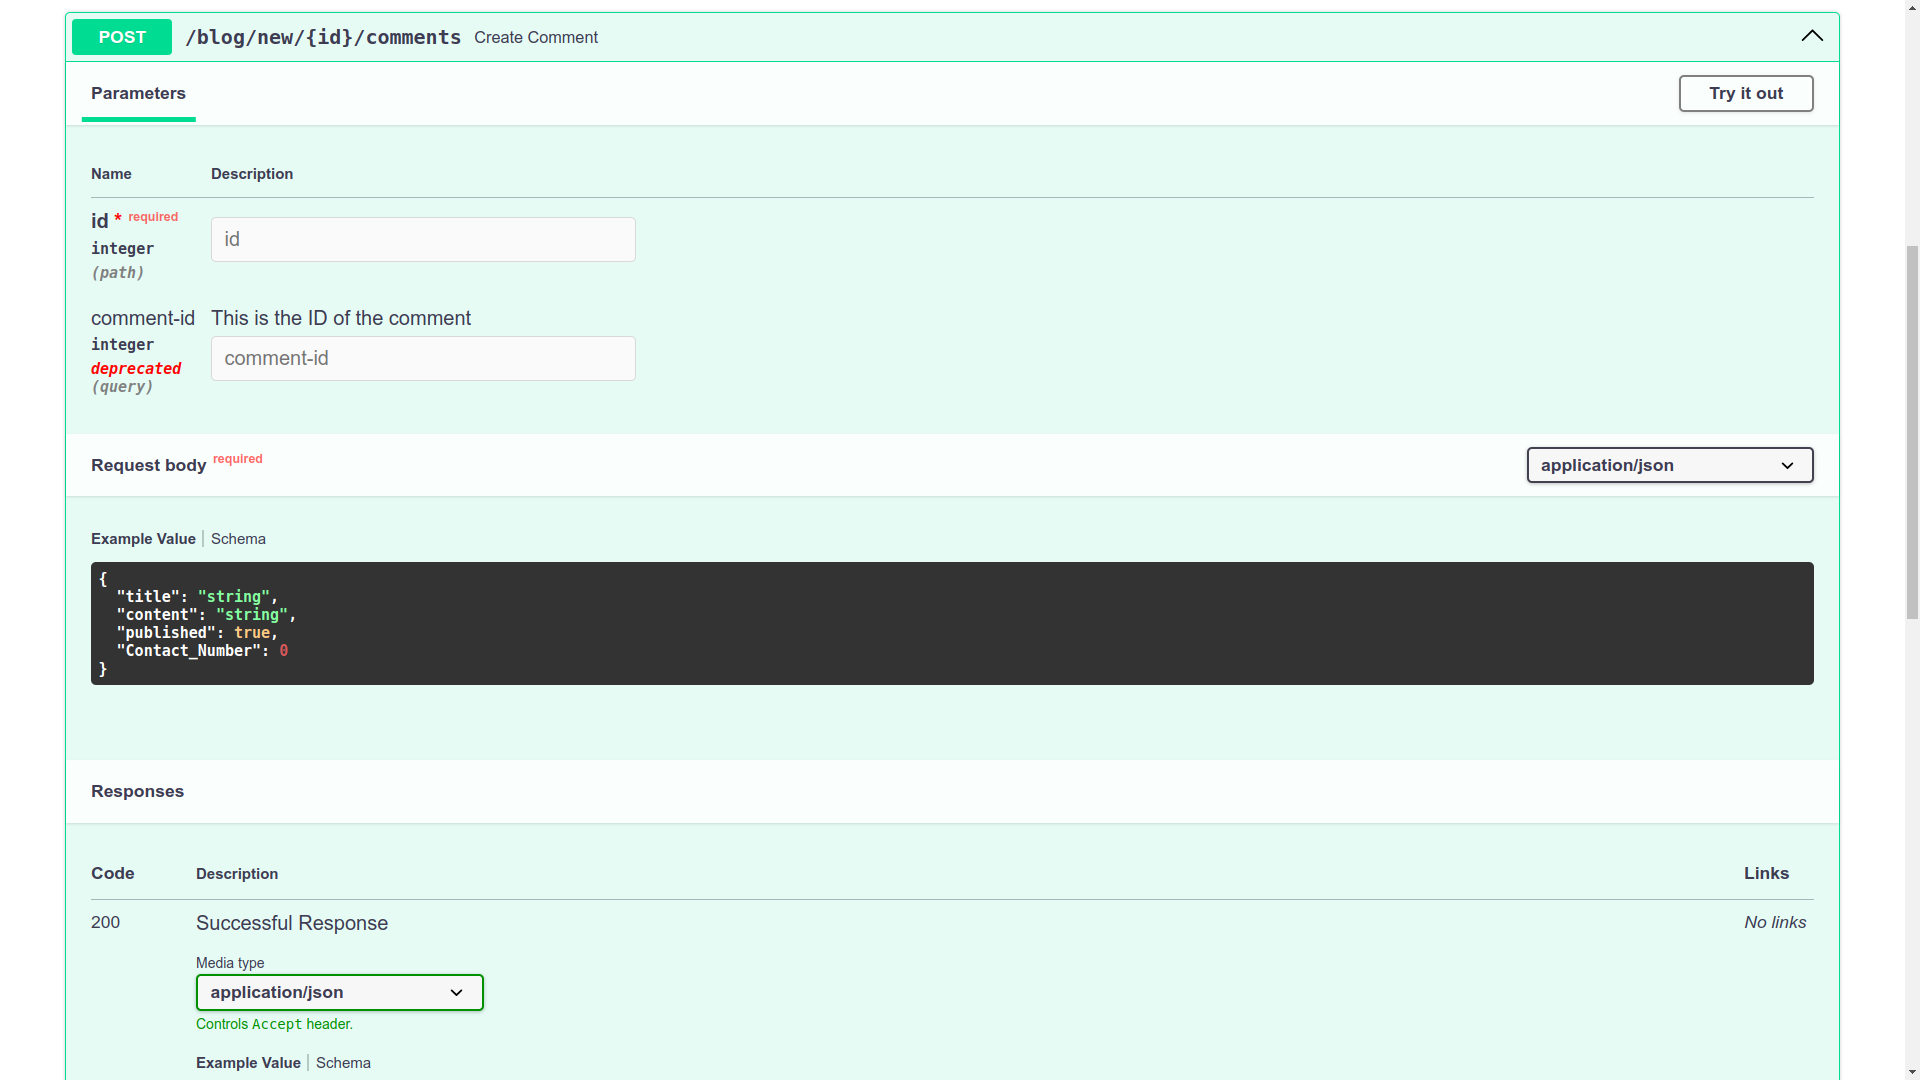 POST /blog/new/{id}/comments Create Comment
Parameters
Try it out
Name Description
id * required
integer
(path)
id
comment-id
integer
deprecated
(query)
This is the ID of the comment
comment-id
Request body required
application/json
Example Value Schema
{
  "title": "string",
  "content": "string",
  "published": true,
  "Contact_Number": 0
}
Responses
Code Description Links
200 Successful Response No links
Media type
application/json
Controls Accept header.
Example Value Schema